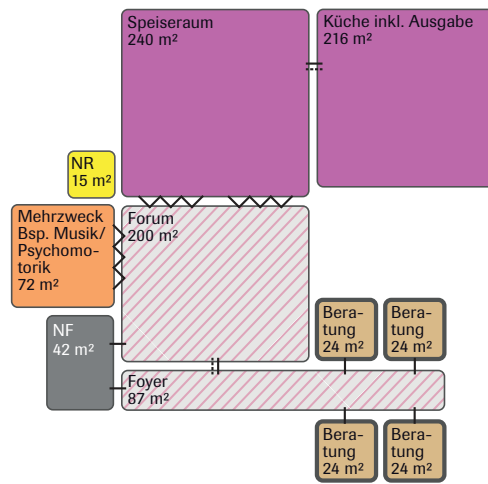 Speiseraum
240 m²
Küche inkl. Ausgabe
216 m²
NR
15 m²
Mehrzweck
Bsp. Musik/
Psychomo-
torik
72 m²
Forum
200 m²
NF
42 m²
Bera-
tung
24 m²
Bera-
tung
24 m²
Foyer
87 m²
Bera-
tung
24 m²
Bera-
tung
24 m²